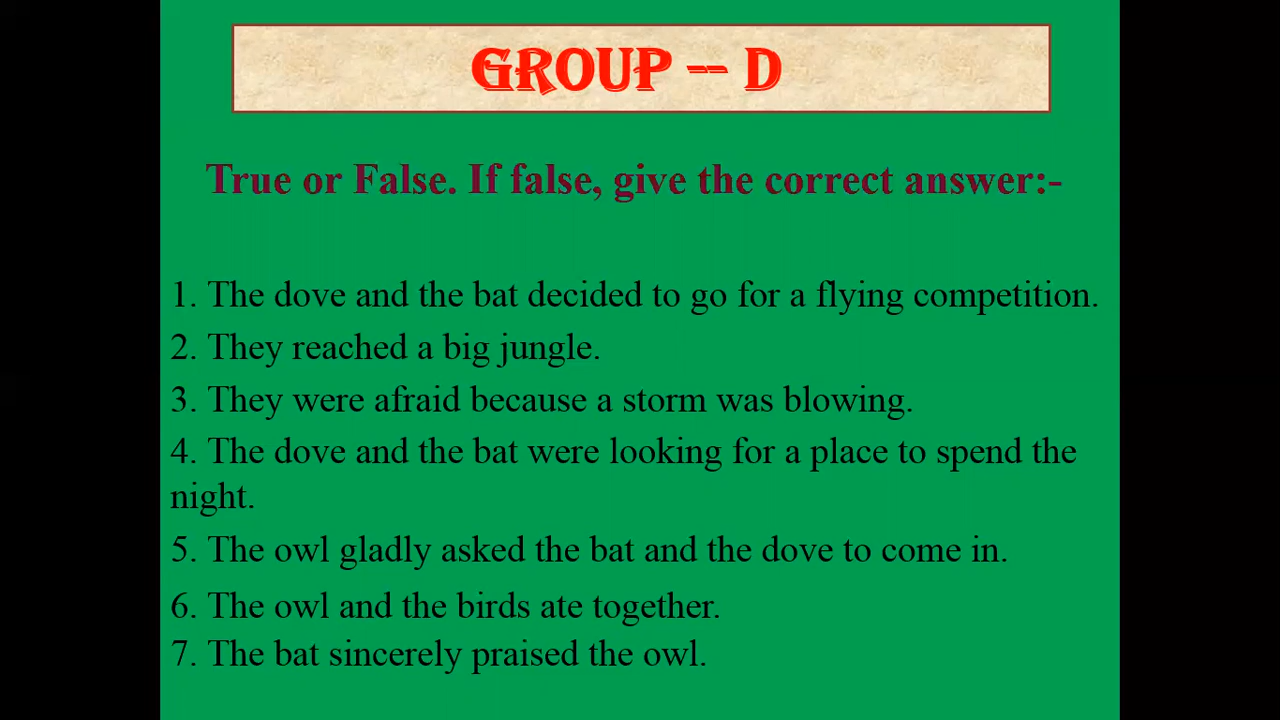 GROUP -- D
True or False. If false, give the correct answer:-
1. The dove and the bat decided to go for a flying competition.
2. They reached a big jungle.
3. They were afraid because a storm was blowing.
4. The dove and the bat were looking for a place to spend the
night.
5. The owl gladly asked the bat and the dove to come in.
6. The owl and the birds ate together.
7. The bat sincerely praised the owl.